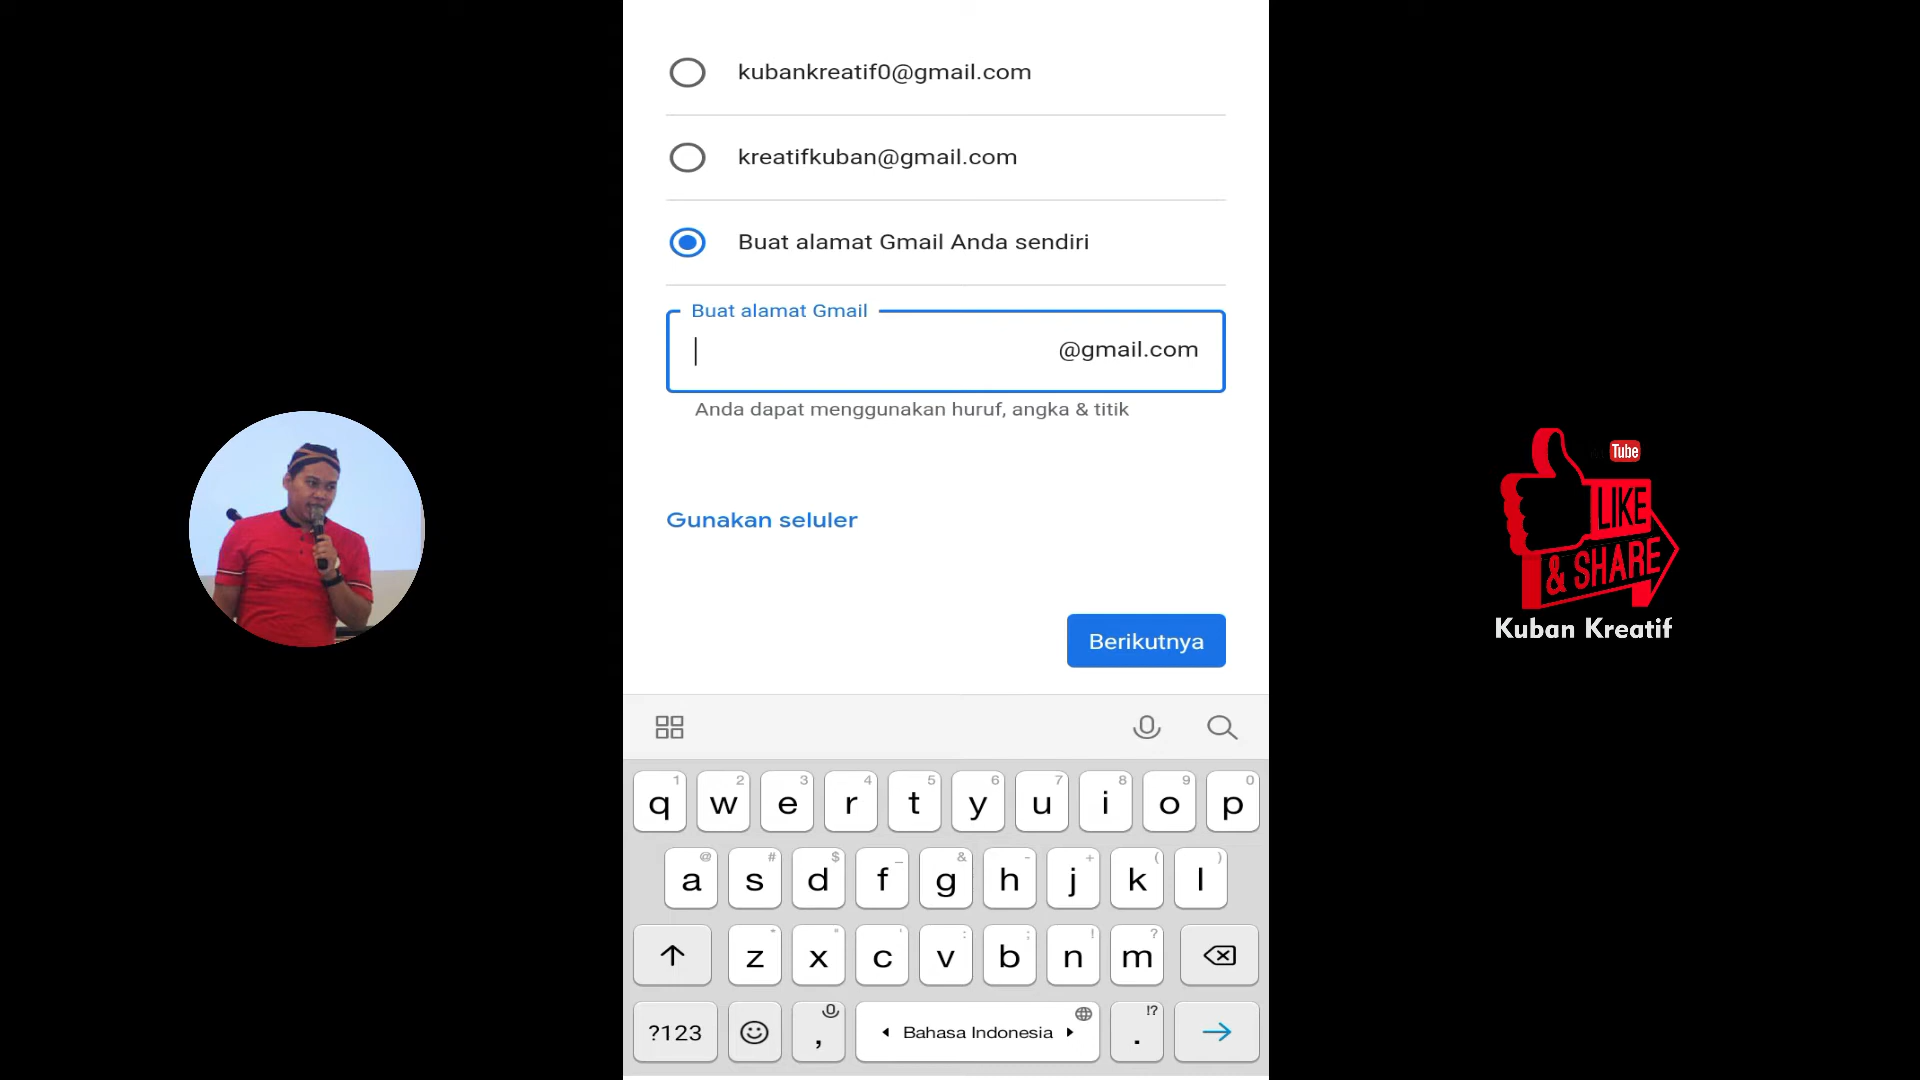 kubankreatif0@gmail.com
kreatifkuban@gmail.com
Buat alamat Gmail Anda sendiri
Buat alamat Gmail
@gmail.com
Anda dapat menggunakan huruf, angka & titik
Gunakan seluler
Berikutnya
Tube
LIKE
& SHARE
Kuban Kreatif
1 2 3 4 5 6 7 8 9 0
q w e r t y u i o p
@ # $ _ & - + ( )
a s d f g h j k l
* " ' : ; ! ?
z x c v b n m
!?
?123 , Bahasa Indonesia .